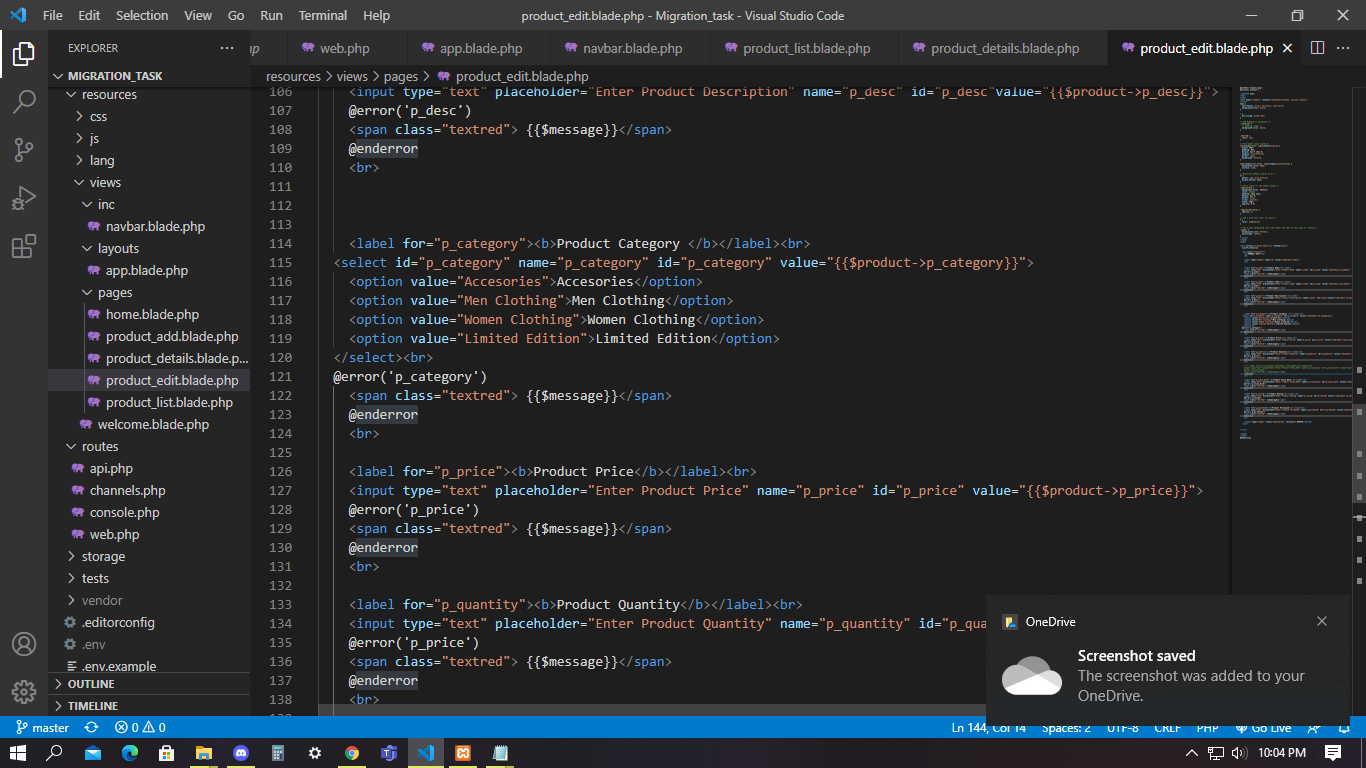 File Edit Selection View Go Run Terminal Help product_edit.blade.php - Migration_task - Visual Studio Code
EXPLORER
web.php app.blade.php navbar.blade.php product_list.blade.php product_details.blade.php product_edit.blade.php
MIGRATION_TASK
resources
css
js
lang
views
inc
navbar.blade.php
layouts
app.blade.php
pages
home.blade.php
product_add.blade.php
product_details.blade.p...
product_edit.blade.php
product_list.blade.php
welcome.blade.php
routes
api.php
channels.php
console.php
web.php
storage
tests
vendor
.editorconfig
.env
.env.example
OUTLINE
TIMELINE
resources > views > pages > product_edit.blade.php
106 <input type="text" placeholder="Enter Product Description" name="p_desc" id="p_desc"value="{{$product->p_desc}}">
107 @error('p_desc')
108 <span class="textred"> {{$message}}</span>
109 @enderror
110 <br>
111
112
113
114 <label for="p_category"><b>Product Category </b></label><br>
115 <select id="p_category" name="p_category" id="p_category" value="{{$product->p_category}}">
116 <option value="Accesories">Accesories</option>
117 <option value="Men Clothing">Men Clothing</option>
118 <option value="Women Clothing">Women Clothing</option>
119 <option value="Limited Edition">Limited Edition</option>
120 </select><br>
121 @error('p_category')
122 <span class="textred"> {{$message}}</span>
123 @enderror
124 <br>
125
126 <label for="p_price"><b>Product Price</b></label><br>
127 <input type="text" placeholder="Enter Product Price" name="p_price" id="p_price" value="{{$product->p_price}}">
128 @error('p_price')
129 <span class="textred"> {{$message}}</span>
130 @enderror
131 <br>
132
133 <label for="p_quantity"><b>Product Quantity</b></label><br>
134 <input type="text" placeholder="Enter Product Quantity" name="p_quantity" id="p_qua
135 @error('p_price')
136 <span class="textred"> {{$message}}</span>
137 @enderror
138 <br>
OneDrive
Screenshot saved
The screenshot was added to your
OneDrive.
master 0 0 Ln 144, Col 14 Spaces: 2 UTF-8 CRLF PHP Go Live
10:04 PM